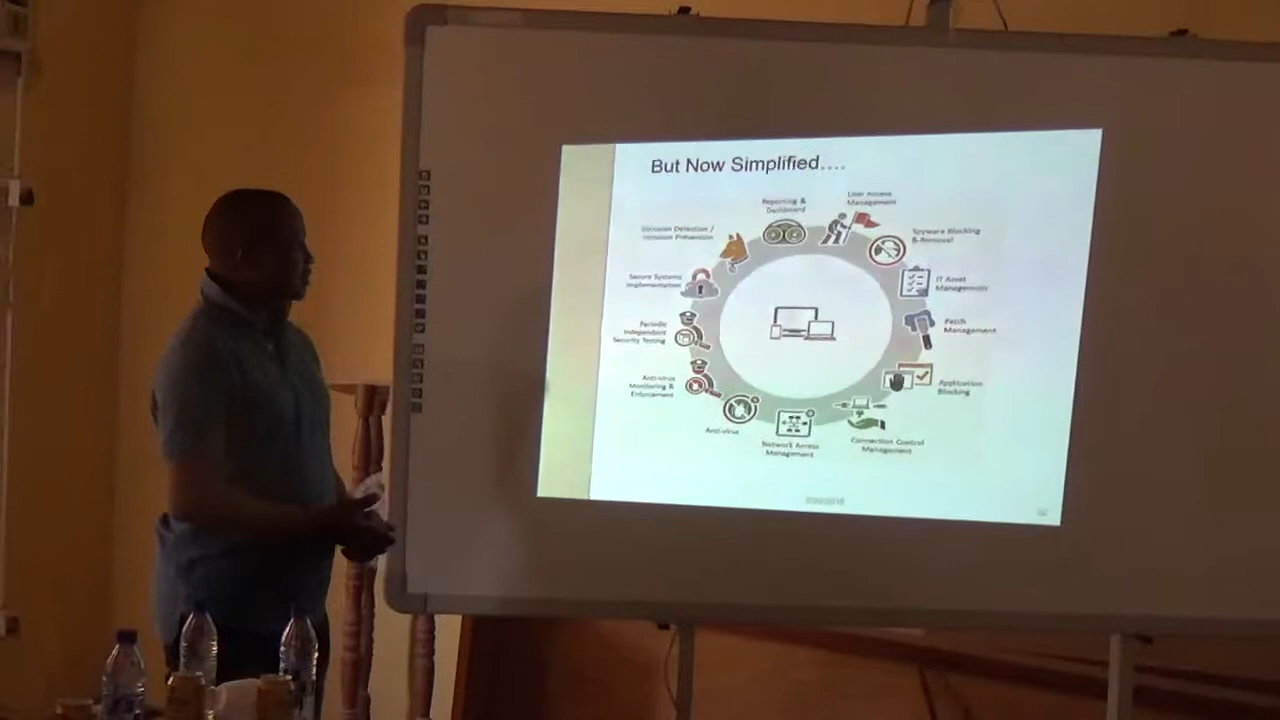 But Now Simplified....
Reporting &
Dashboard
User Access
Management
Spyware Blocking
& Removal
IT Asset
Management
Patch
Management
Application
Blocking
Connection Control
Management
Network Access
Management
Anti-virus
Anti-virus
Monitoring &
Enforcement
Periodic
Independent
Security Testing
Secure Systems
Implementation
Intrusion Detection /
Intrusion Prevention